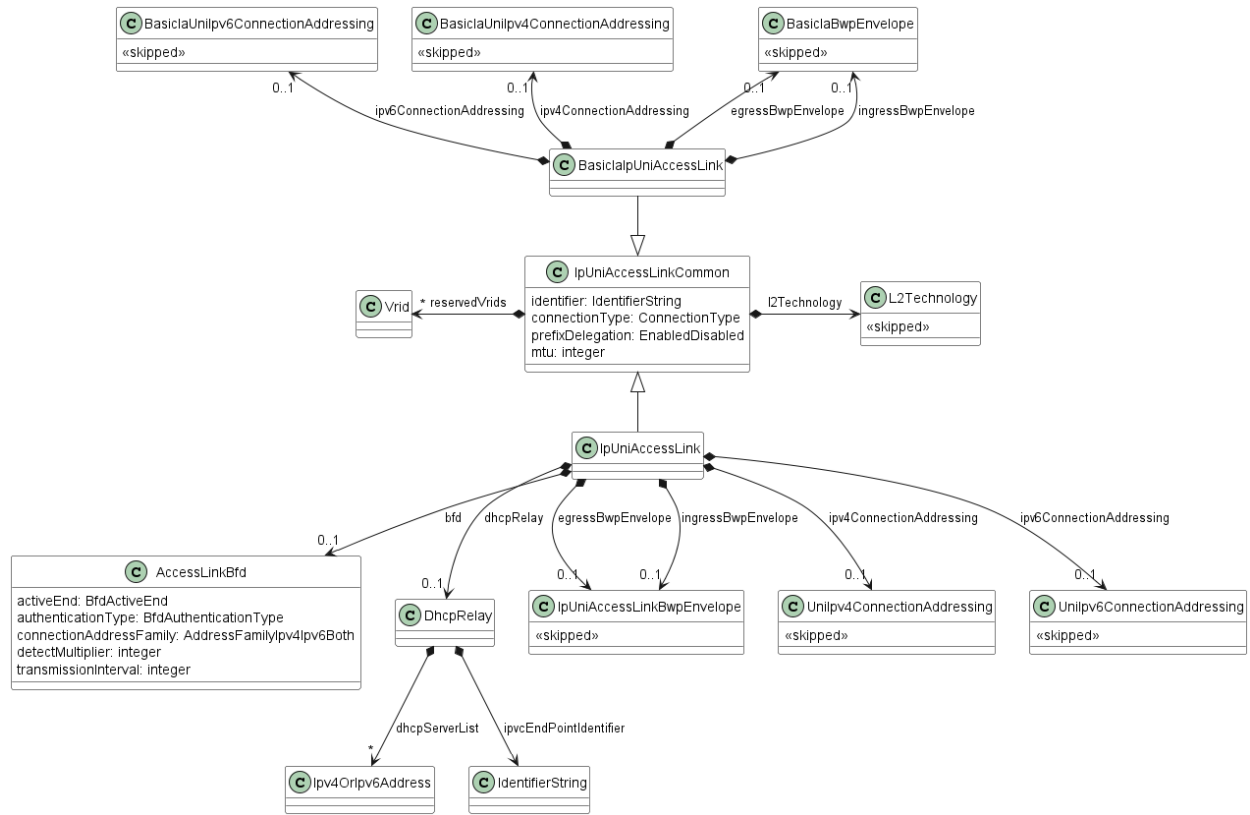 C BasicIaUniIpv6ConnectionAddressing
«skipped»
C BasicIaUniIpv4ConnectionAddressing
«skipped»
C BasicIaBwpEnvelope
«skipped»
0..1
0..1
0..1
0..1
ipv6ConnectionAddressing
ipv4ConnectionAddressing
egressBwpEnvelope
ingressBwpEnvelope
C BasicIaIpUniAccessLink
C IpUniAccessLinkCommon
identifier: IdentifierString
connectionType: ConnectionType
prefixDelegation: EnabledDisabled
mtu: integer
C Vrid
* reservedVrids
l2Technology
C L2Technology
«skipped»
C IpUniAccessLink
bfd
dhcpRelay
egressBwpEnvelope
ingressBwpEnvelope
ipv4ConnectionAddressing
ipv6ConnectionAddressing
0..1
0..1
0..1
0..1
0..1
0..1
C AccessLinkBfd
activeEnd: BfdActiveEnd
authenticationType: BfdAuthenticationType
connectionAddressFamily: AddressFamilyIpv4Ipv6Both
detectMultiplier: integer
transmissionInterval: integer
C DhcpRelay
C IpUniAccessLinkBwpEnvelope
«skipped»
C UniIpv4ConnectionAddressing
«skipped»
C UniIpv6ConnectionAddressing
«skipped»
dhcpServerList
ipvcEndPointIdentifier
*
C Ipv4OrIpv6Address
C IdentifierString